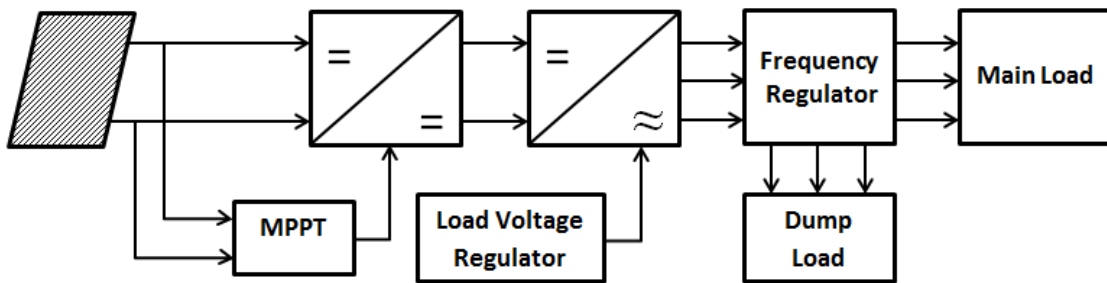 =
=
=
≈
MPPT
Load Voltage
Regulator
Frequency
Regulator
Main Load
Dump
Load